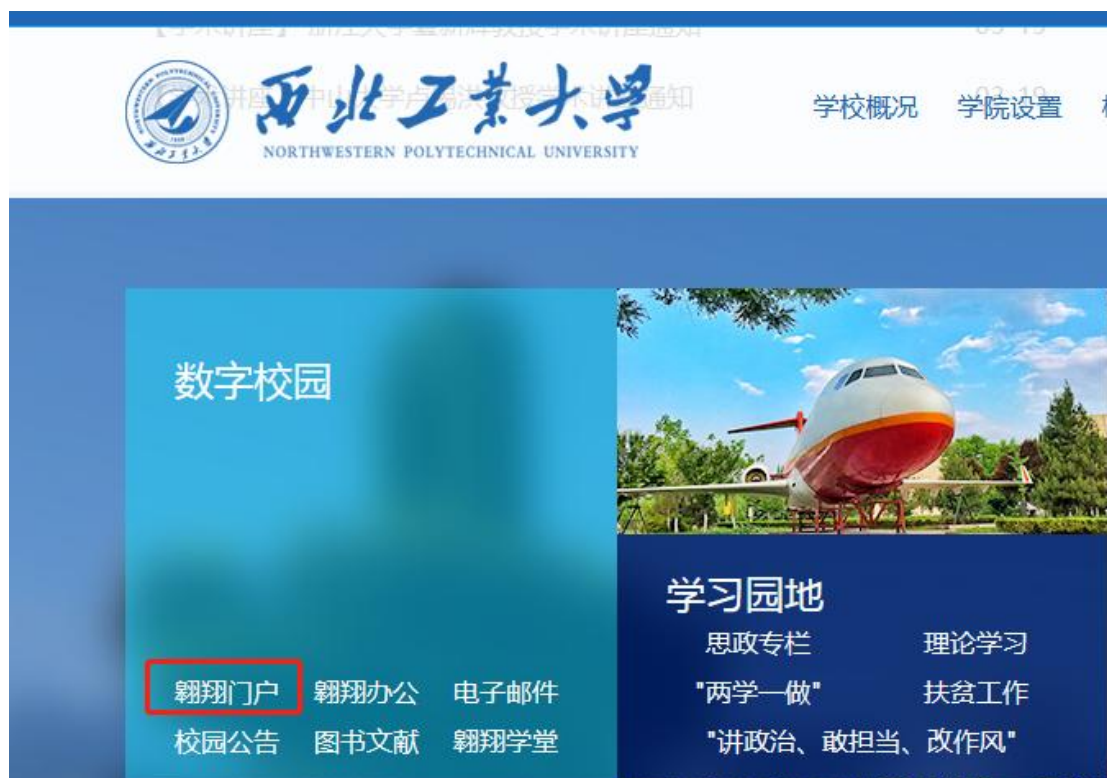 西北工业大学
NORTHWESTERN POLYTECHNICAL UNIVERSITY
学校概况 学院设置
数字校园
翱翔门户 翱翔办公 电子邮件
校园公告 图书文献 翱翔学堂
学习园地
思政专栏 理论学习
"两学一做" 扶贫工作
"讲政治、敢担当、改作风"